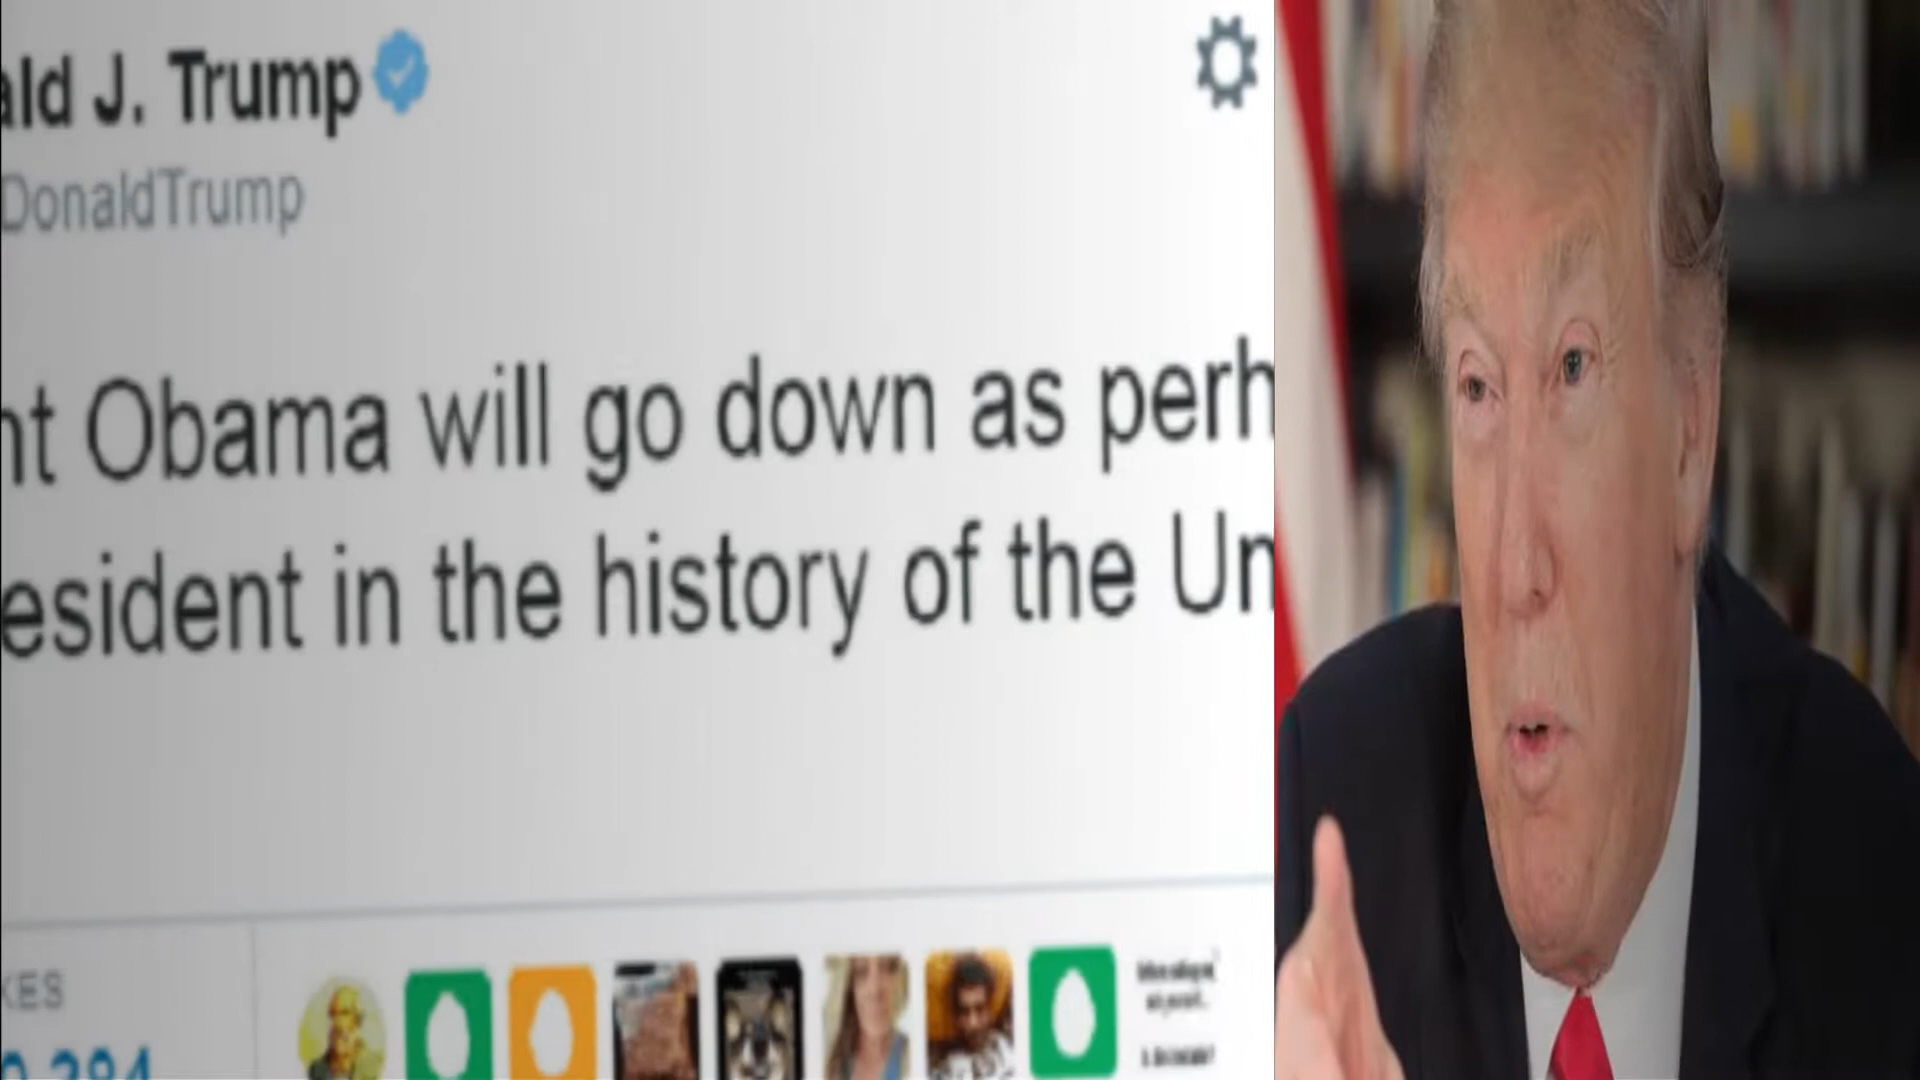 ald J. Trump
DonaldTrump
nt Obama will go down as perh
esident in the history of the Un
KES